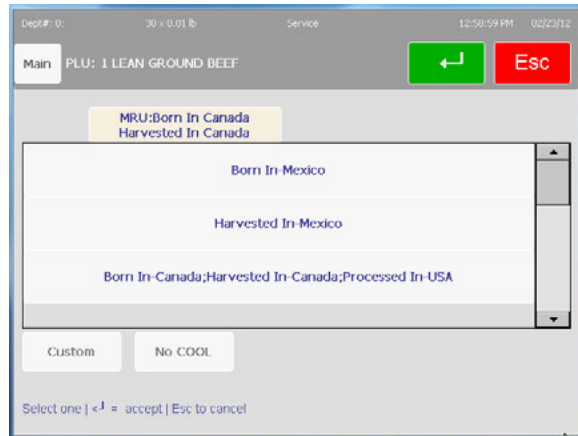 Dept#: 0: 30 x 0.01 lb Service 12:58:59 PM 02/23/12
Main PLU: 1 LEAN GROUND BEEF Esc
MRU:Born In Canada
Harvested In Canada
Born In-Mexico
Harvested In-Mexico
Born In-Canada;Harvested In-Canada;Processed In-USA
Custom No COOL
Select one | <┘ = accept | Esc to cancel